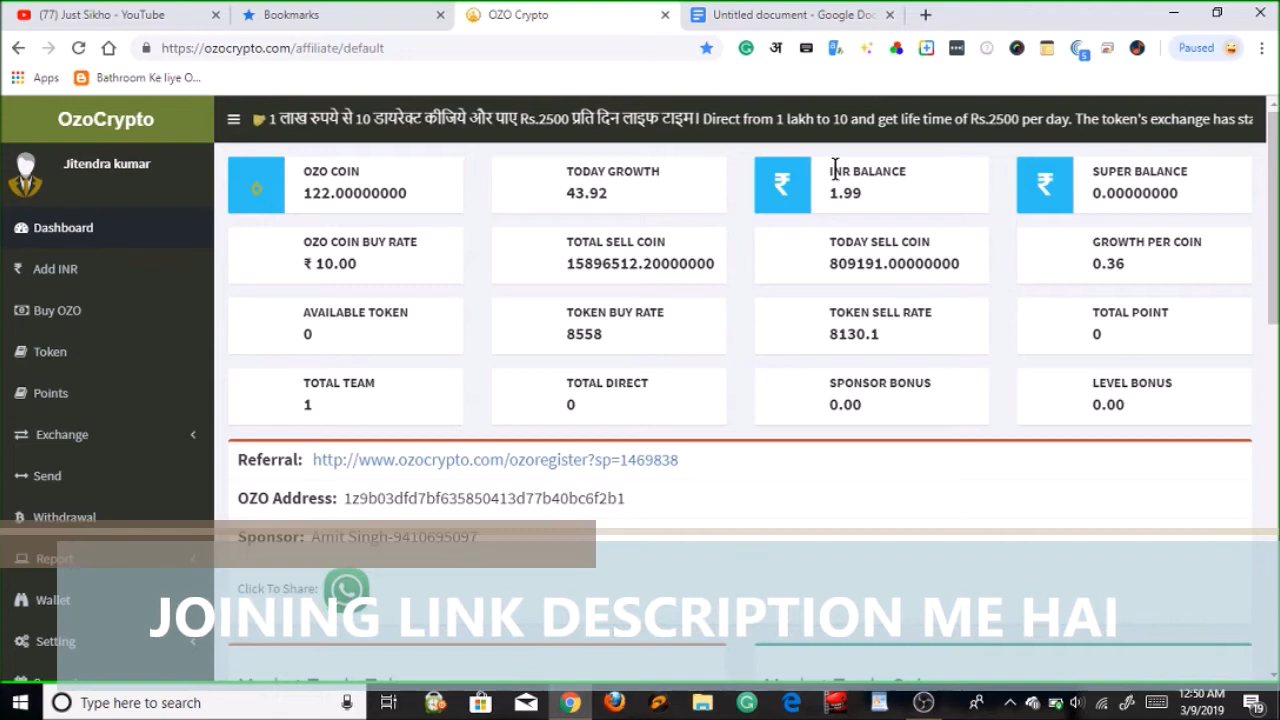 (77) Just Sikho - YouTube
Bookmarks
OZO Crypto
Untitled document - Google Doc
https://ozocrypto.com/affiliate/default
Paused
Apps
Bathroom Ke liye O...
OzoCrypto
1 लाख रुपये से 10 डायरेक्ट कीजिये और पाए Rs.2500 प्रति दिन लाइफ टाइम। Direct from 1 lakh to 10 and get life time of Rs.2500 per day. The token's exchange has sta
Jitendra kumar
Dashboard
Add INR
Buy OZO
Token
Points
Exchange
Send
Withdrawal
Report
Wallet
Setting
OZO COIN
122.00000000
TODAY GROWTH
43.92
INR BALANCE
1.99
SUPER BALANCE
0.00000000
OZO COIN BUY RATE
₹ 10.00
TOTAL SELL COIN
15896512.20000000
TODAY SELL COIN
809191.00000000
GROWTH PER COIN
0.36
AVAILABLE TOKEN
0
TOKEN BUY RATE
8558
TOKEN SELL RATE
8130.1
TOTAL POINT
0
TOTAL TEAM
1
TOTAL DIRECT
0
SPONSOR BONUS
0.00
LEVEL BONUS
0.00
Referral: http://www.ozocrypto.com/ozoregister?sp=1469838
OZO Address: 1z9b03dfd7bf635850413d77b40bc6f2b1
Sponsor: Amit Singh-9410695097
Click To Share:
JOINING LINK DESCRIPTION ME HAI
Type here to search
12:50 AM
3/9/2019
19